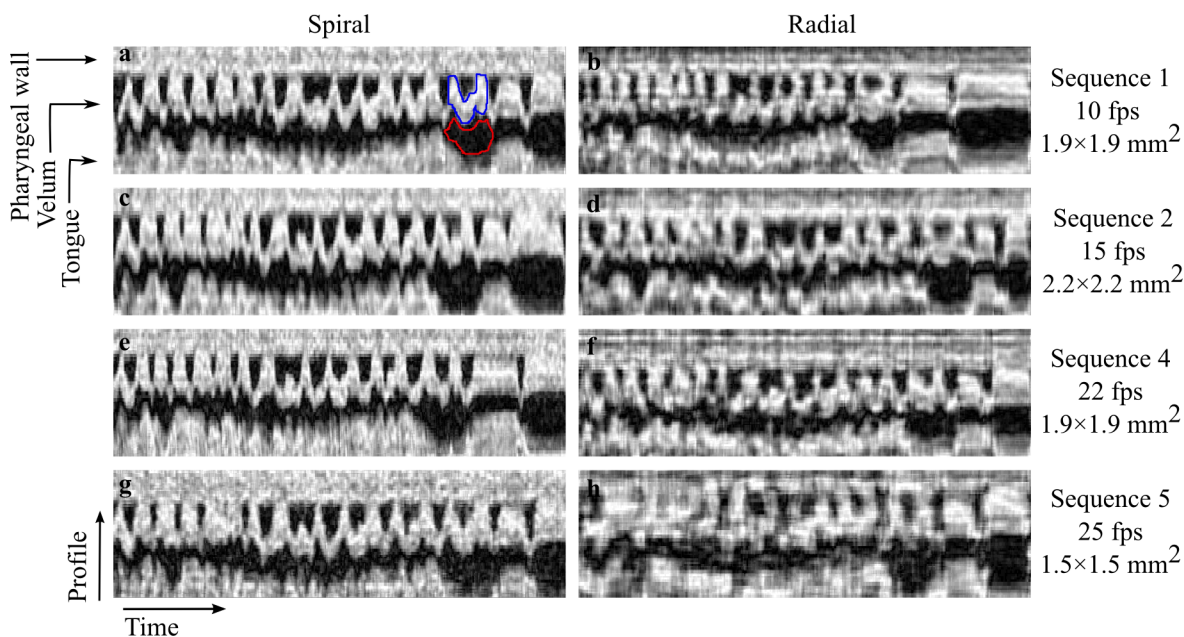 Spiral
Radial
Pharyngeal wall
Velum
Tongue
a
b
Sequence 1
10 fps
1.9×1.9 mm2
c
d
Sequence 2
15 fps
2.2×2.2 mm2
e
f
Sequence 4
22 fps
1.9×1.9 mm2
g
h
Sequence 5
25 fps
1.5×1.5 mm2
Profile
Time